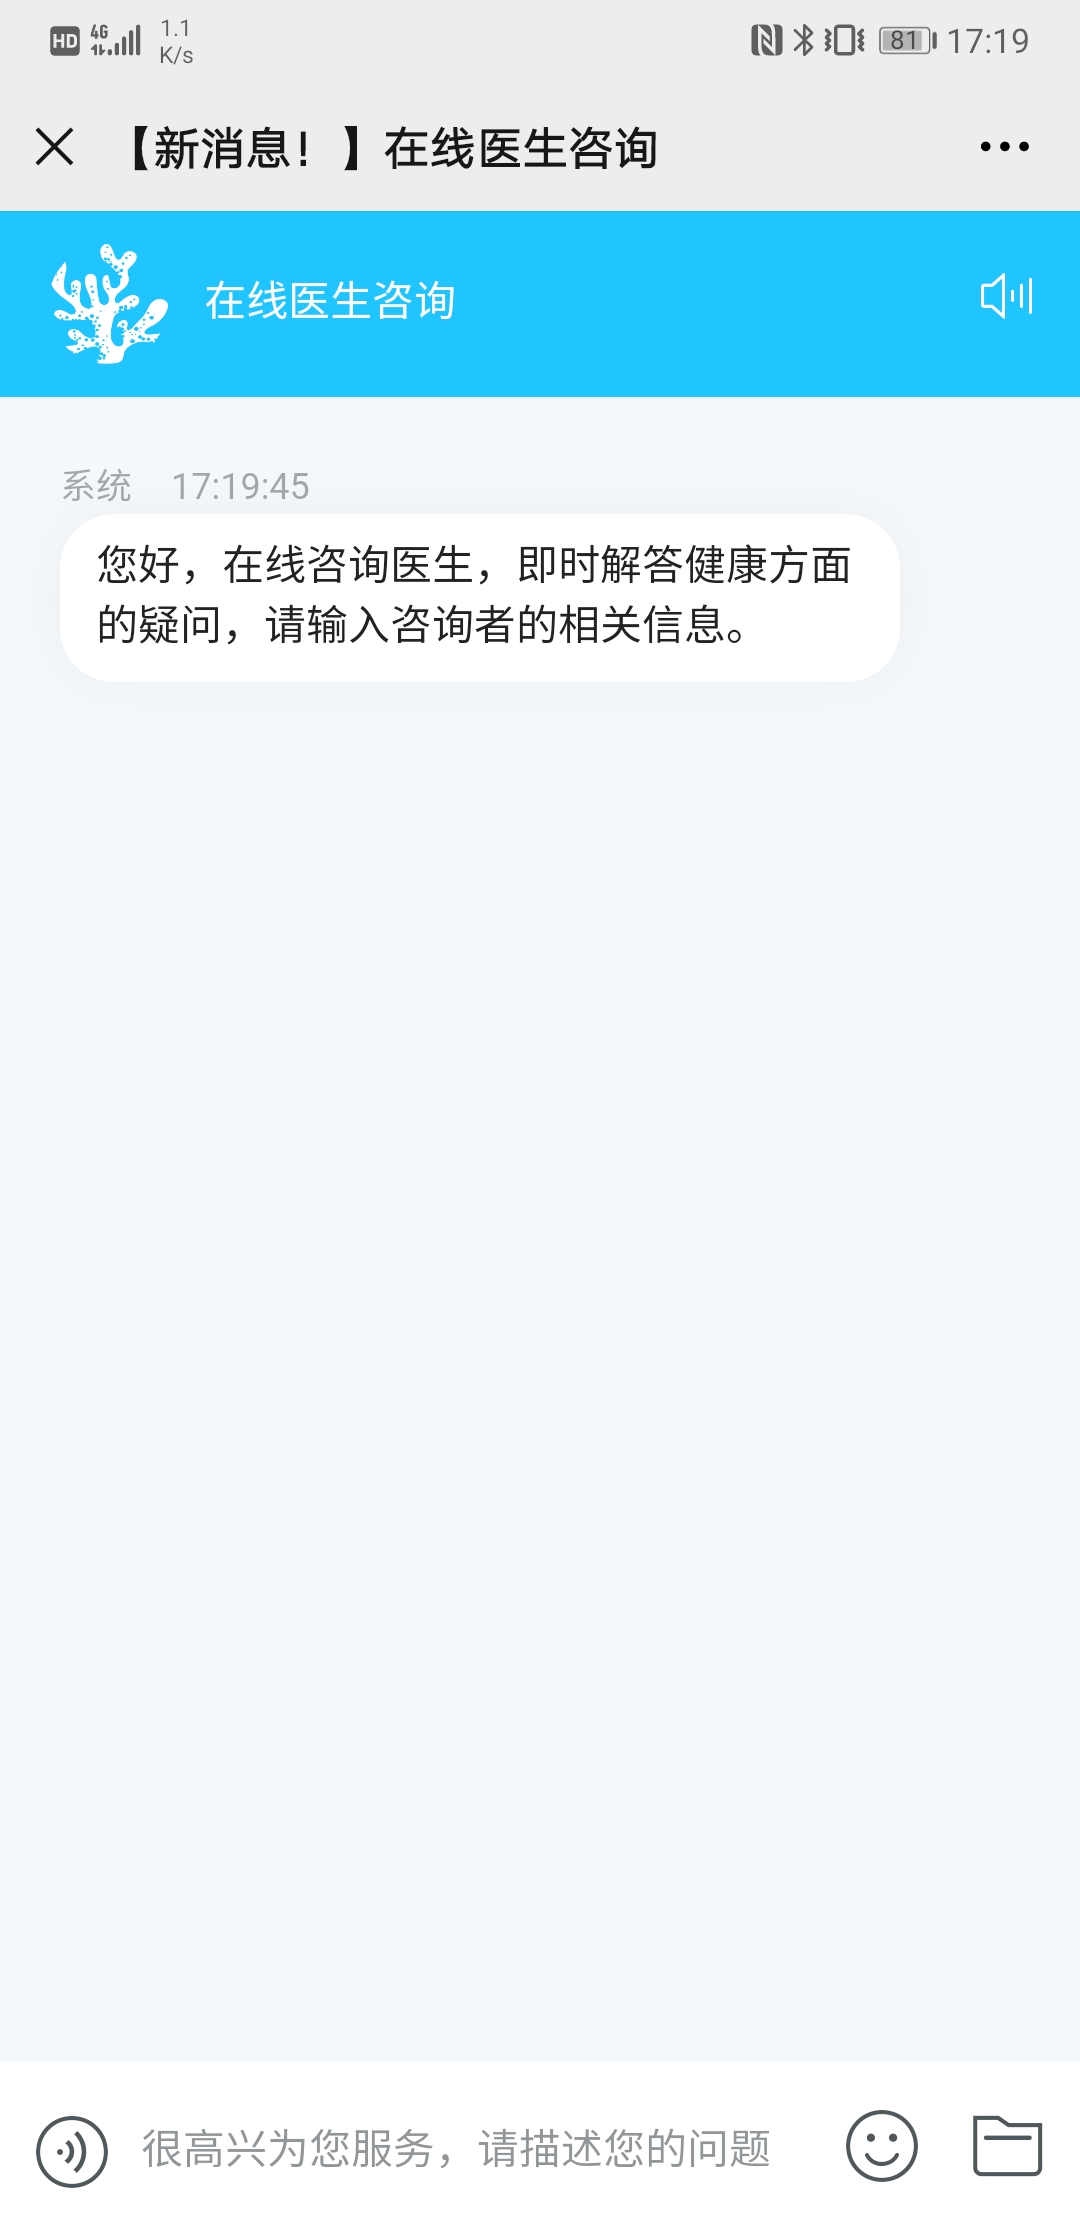 HD 4G 1.1 K/s 81 17:19
【新消息！】在线医生咨询
在线医生咨询
系统 17:19:45
您好，在线咨询医生，即时解答健康方面
的疑问，请输入咨询者的相关信息。
很高兴为您服务，请描述您的问题